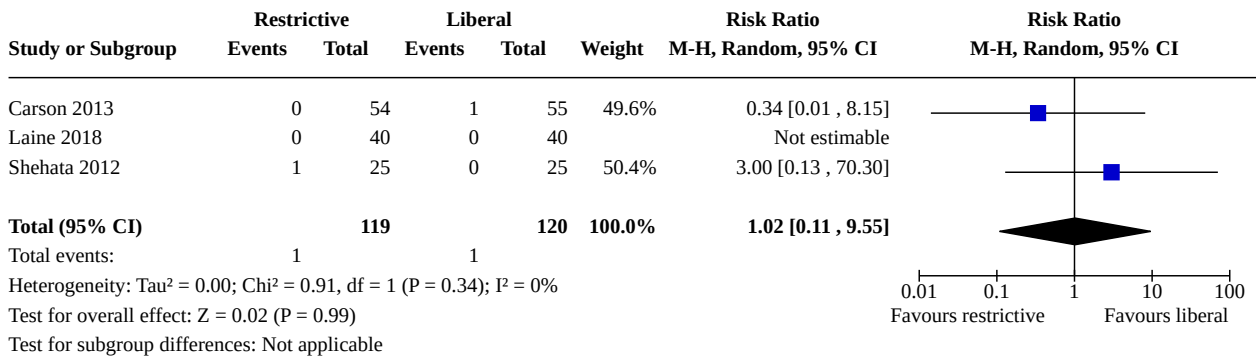 Restrictive Liberal Risk Ratio Risk Ratio
Study or Subgroup Events Total Events Total Weight M-H, Random, 95% CI M-H, Random, 95% CI
Carson 2013 0 54 1 55 49.6% 0.34 [0.01 , 8.15]
Laine 2018 0 40 0 40 Not estimable
Shehata 2012 1 25 0 25 50.4% 3.00 [0.13 , 70.30]
Total (95% CI) 119 120 100.0% 1.02 [0.11 , 9.55]
Total events: 1 1
Heterogeneity: Tau² = 0.00; Chi² = 0.91, df = 1 (P = 0.34); I² = 0%
0.01 0.1 1 10 100
Test for overall effect: Z = 0.02 (P = 0.99)
Favours restrictive Favours liberal
Test for subgroup differences: Not applicable